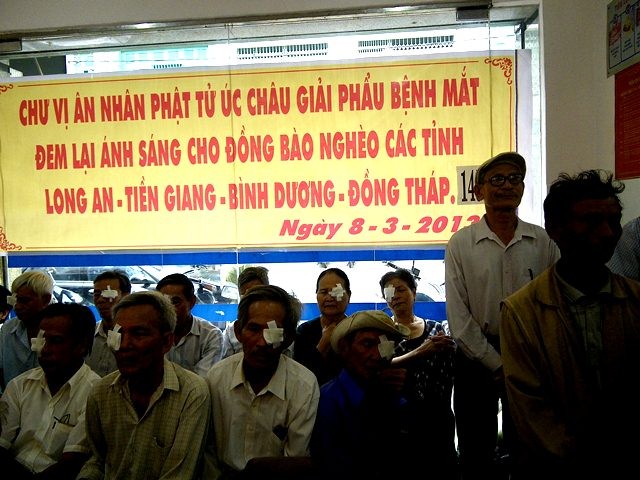 CHƯ VỊ ÂN NHÂN PHẬT TỬ ÚC CHÂU GIẢI PHẨU BỆNH MẮT
ĐEM LẠI ÁNH SÁNG CHO ĐỒNG BÀO NGHÈO CÁC TỈNH
LONG AN - TIỀN GIANG - BÌNH DƯƠNG - ĐỒNG THÁP. 14
Ngày 8 - 3 - 2013